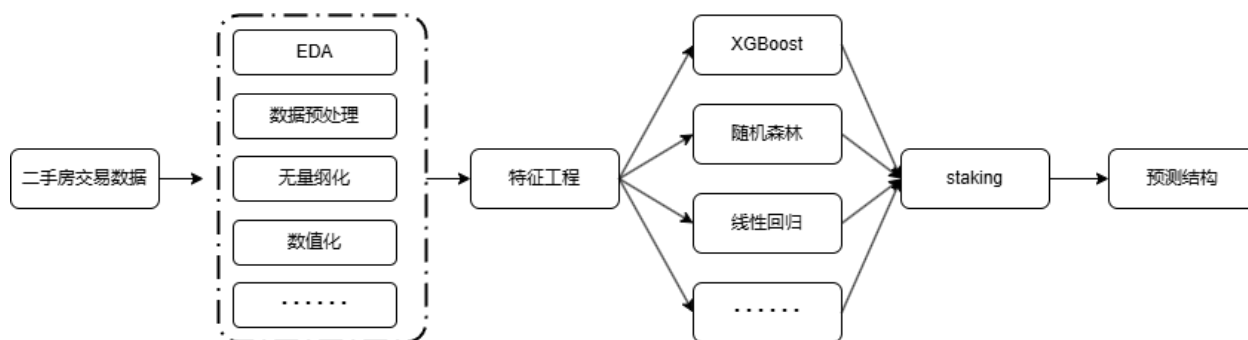 二手房交易数据
EDA
数据预处理
无量纲化
数值化
······
特征工程
XGBoost
随机森林
线性回归
······
staking
预测结构